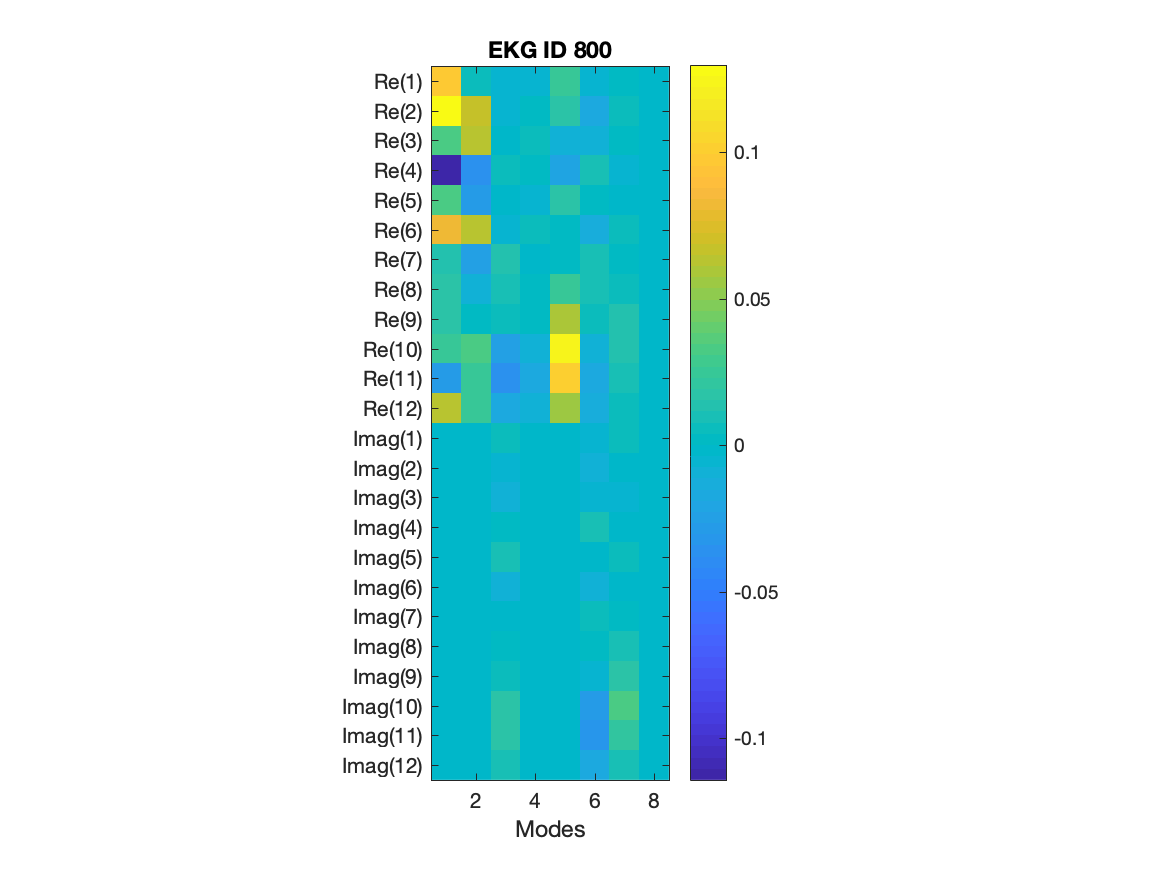 EKG ID 800
Re(1)
Re(2)
Re(3)
Re(4)
Re(5)
Re(6)
Re(7)
Re(8)
Re(9)
Re(10)
Re(11)
Re(12)
Imag(1)
Imag(2)
Imag(3)
Imag(4)
Imag(5)
Imag(6)
Imag(7)
Imag(8)
Imag(9)
Imag(10)
Imag(11)
Imag(12)
2 4 6 8
Modes
0.1
0.05
0
-0.05
-0.1